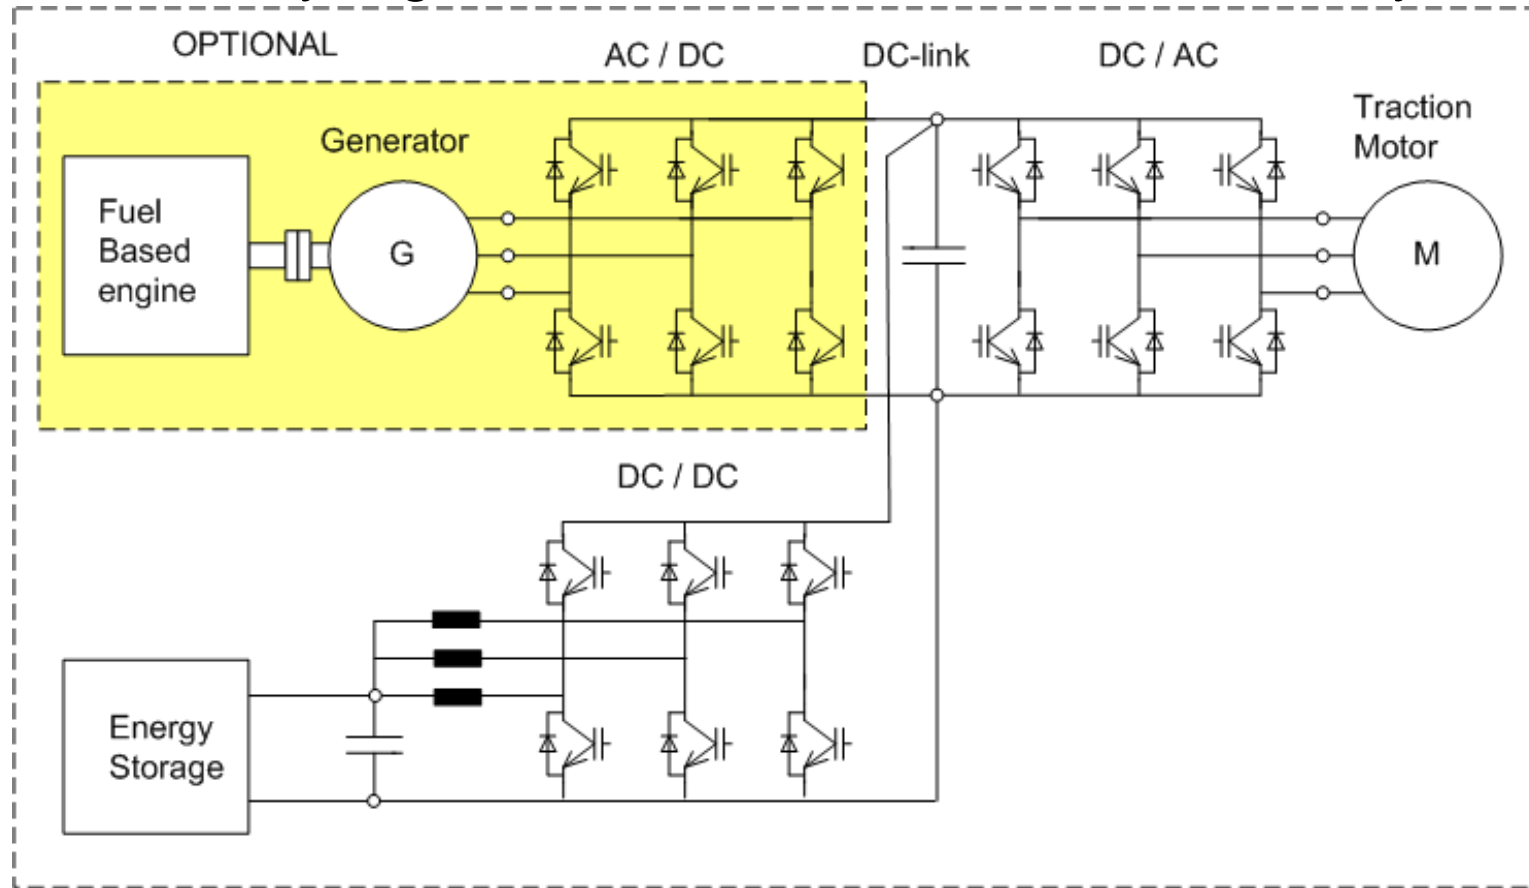 OPTIONAL
AC / DC
DC-link
DC / AC
Traction
Motor
Generator
Fuel
Based
engine
G
M
DC / DC
Energy
Storage